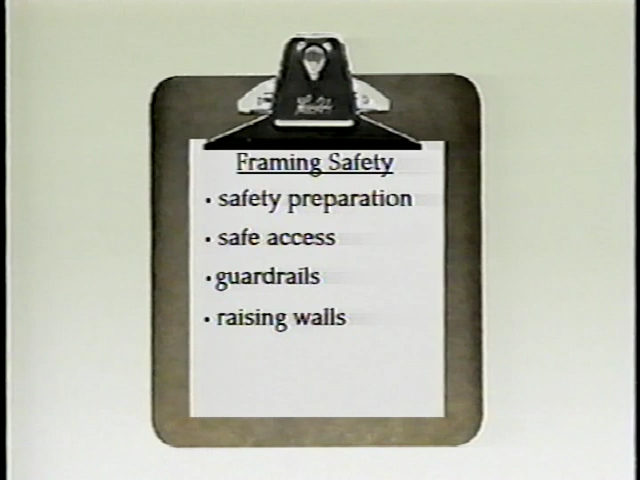 Framing Safety
• safety preparation
• safe access
• guardrails
• raising walls